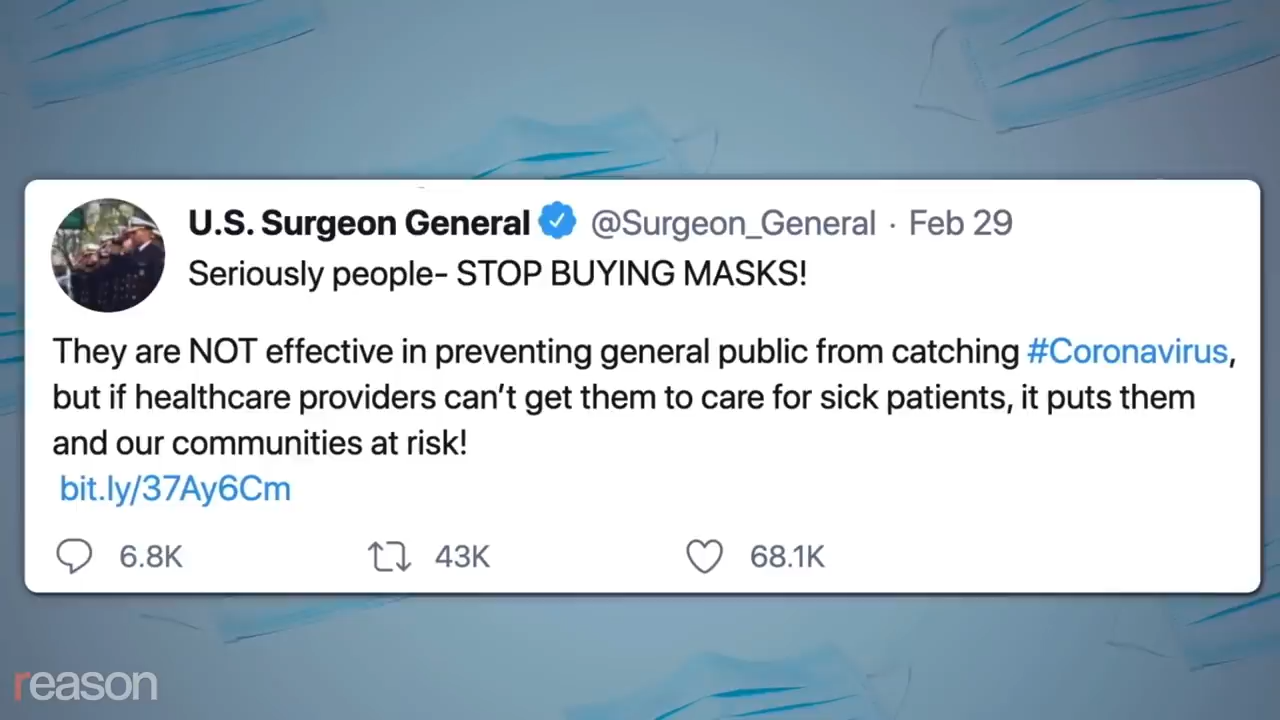 U.S. Surgeon General @Surgeon_General · Feb 29
Seriously people- STOP BUYING MASKS!
They are NOT effective in preventing general public from catching #Coronavirus,
but if healthcare providers can’t get them to care for sick patients, it puts them
and our communities at risk!
bit.ly/37Ay6Cm
6.8K 43K 68.1K
reason